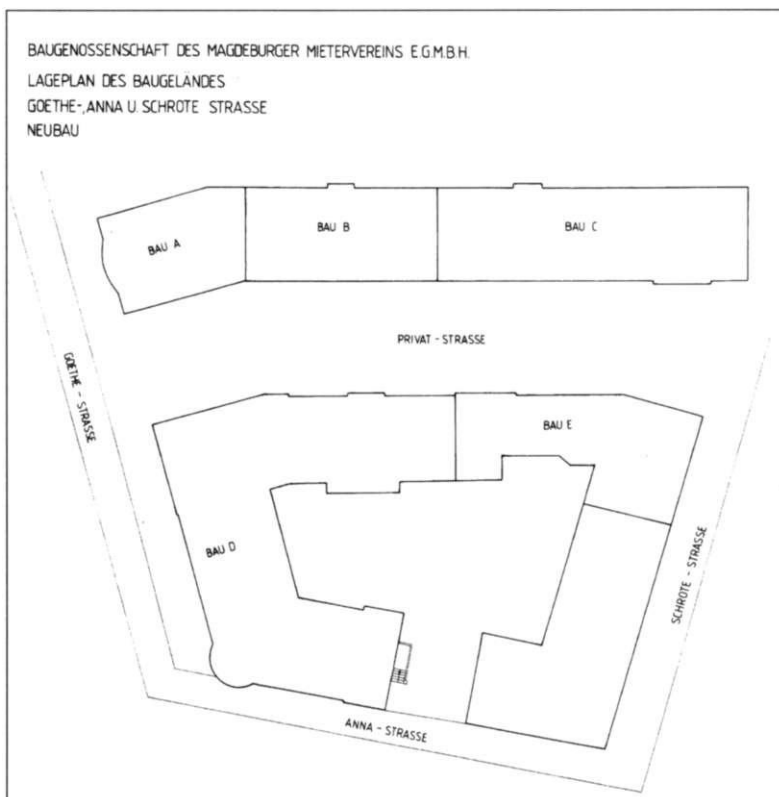 BAUGENOSSENSCHAFT DES MAGDEBURGER MIETERVEREINS E.G.M.B.H.
LAGEPLAN DES BAUGELÄNDES
GOETHE-, ANNA U. SCHROTE STRASSE
NEUBAU
BAU A
BAU B
BAU C
PRIVAT - STRASSE
GOETHE - STRASSE
BAU E
BAU D
SCHROTE - STRASSE
ANNA - STRASSE